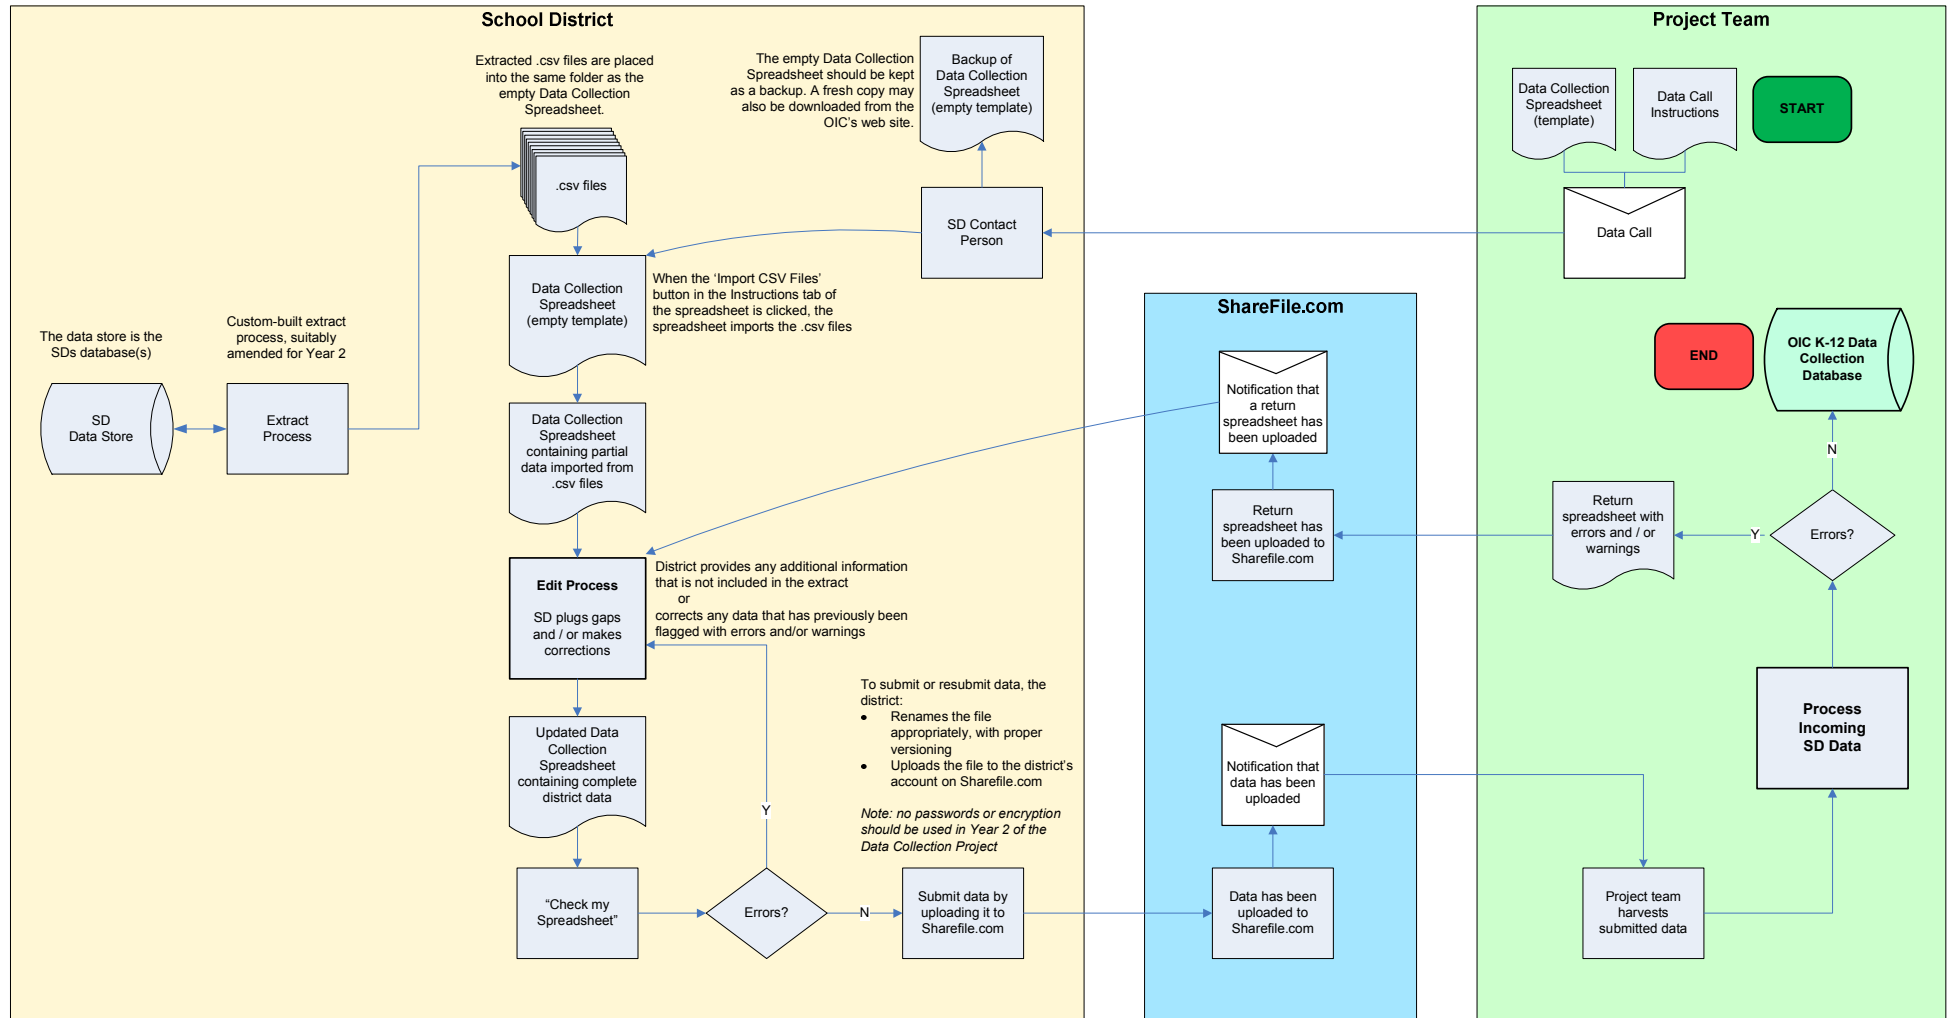 School District
Extracted .csv files are placed
into the same folder as the
empty Data Collection
Spreadsheet.
.csv files
The empty Data Collection
Spreadsheet should be kept
as a backup. A fresh copy may
also be downloaded from the
OIC's web site.
Backup of
Data Collection
Spreadsheet
(empty template)
SD Contact
Person
Data Collection
Spreadsheet
(empty template)
When the 'Import CSV Files'
button in the Instructions tab of
the spreadsheet is clicked, the
spreadsheet imports the .csv files
The data store is the
SDs database(s)
Custom-built extract
process, suitably
amended for Year 2
SD
Data Store
Extract
Process
Data Collection
Spreadsheet
containing partial
data imported from
.csv files
Edit Process
SD plugs gaps
and / or makes
corrections
District provides any additional information
that is not included in the extract
or
corrects any data that has previously been
flagged with errors and/or warnings
Updated Data
Collection
Spreadsheet
containing complete
district data
To submit or resubmit data, the
district:
• Renames the file
appropriately, with proper
versioning
• Uploads the file to the district's
account on Sharefile.com
Note: no passwords or encryption
should be used in Year 2 of the
Data Collection Project
Y
"Check my
Spreadsheet"
Errors?
N
Submit data by
uploading it to
Sharefile.com
ShareFile.com
Notification that
a return
spreadsheet has
been uploaded
Return
spreadsheet has
been uploaded to
Sharefile.com
Notification that
data has been
uploaded
Data has been
uploaded to
Sharefile.com
Project Team
Data Collection
Spreadsheet
(template)
Data Call
Instructions
START
Data Call
END
OIC K-12 Data
Collection
Database
N
Return
spreadsheet with
errors and / or
warnings
Y
Errors?
Process
Incoming
SD Data
Project team
harvests
submitted data